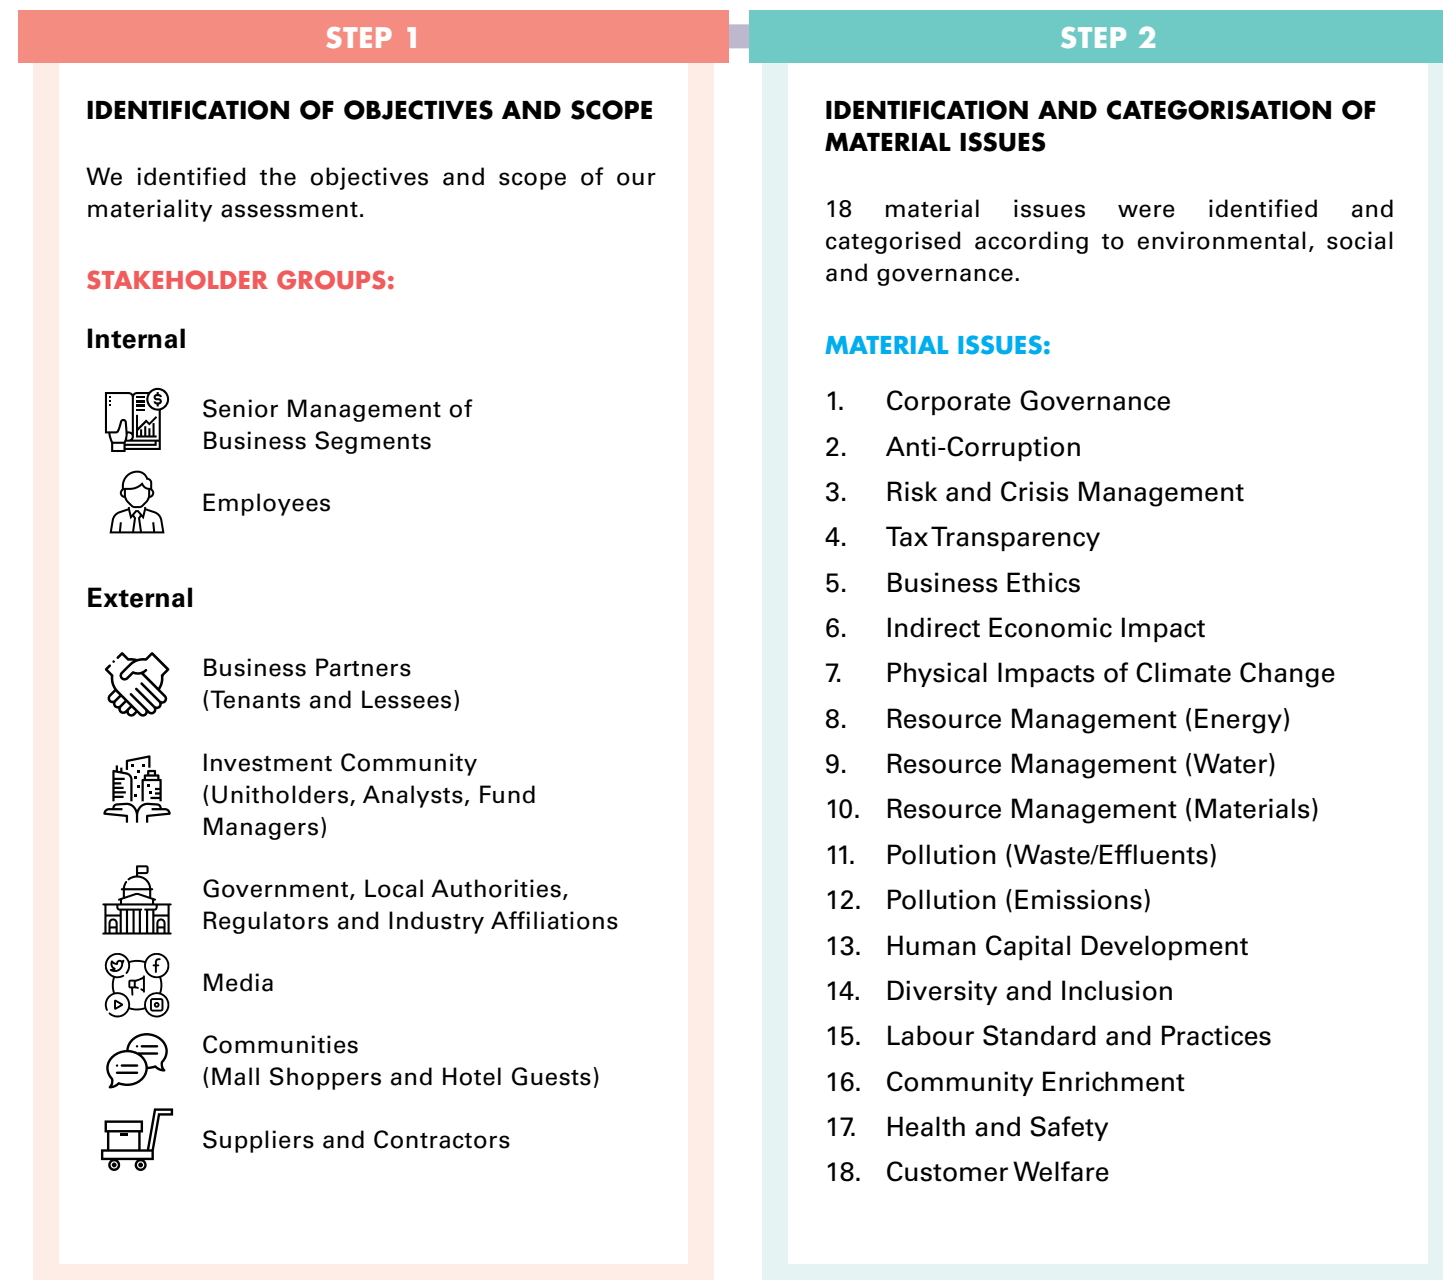 STEP 1
IDENTIFICATION OF OBJECTIVES AND SCOPE
We identified the objectives and scope of our
materiality assessment.
STAKEHOLDER GROUPS:
Internal
Senior Management of
Business Segments
Employees
External
Business Partners
(Tenants and Lessees)
Investment Community
(Unitholders, Analysts, Fund
Managers)
Government, Local Authorities,
Regulators and Industry Affiliations
Media
Communities
(Mall Shoppers and Hotel Guests)
Suppliers and Contractors
STEP 2
IDENTIFICATION AND CATEGORISATION OF
MATERIAL ISSUES
18 material issues were identified and
categorised according to environmental, social
and governance.
MATERIAL ISSUES:
1. Corporate Governance
2. Anti-Corruption
3. Risk and Crisis Management
4. Tax Transparency
5. Business Ethics
6. Indirect Economic Impact
7. Physical Impacts of Climate Change
8. Resource Management (Energy)
9. Resource Management (Water)
10. Resource Management (Materials)
11. Pollution (Waste/Effluents)
12. Pollution (Emissions)
13. Human Capital Development
14. Diversity and Inclusion
15. Labour Standard and Practices
16. Community Enrichment
17. Health and Safety
18. Customer Welfare